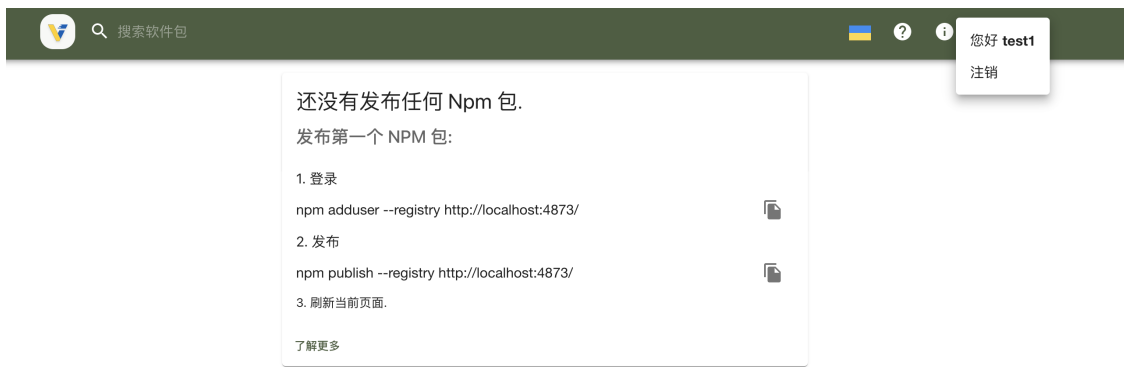 搜索软件包
您好 test1
注销
还没有发布任何 Npm 包.
发布第一个 NPM 包:
1. 登录
npm adduser --registry http://localhost:4873/
2. 发布
npm publish --registry http://localhost:4873/
3. 刷新当前页面.
了解更多